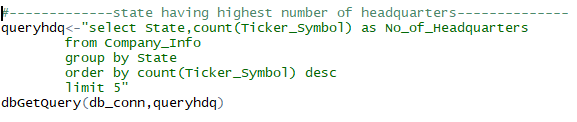 #-------------state having highest number of headquarters--------------
queryhdq<-"select State,count(Ticker_Symbol) as No_of_Headquarters
from Company_Info
group by State
order by count(Ticker_Symbol) desc
limit 5"
dbGetQuery(db_conn,queryhdq)